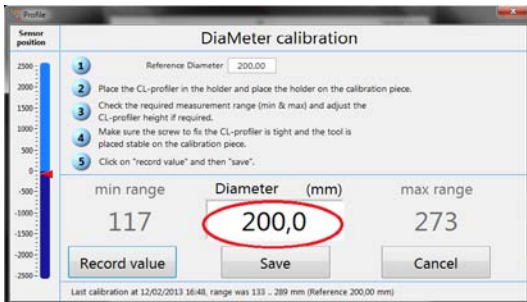 Profile
Sensor position
DiaMeter calibration
2500
2000
1500
1000
500
0
-500
-1000
-1500
-2000
-2500
1 Reference Diameter 200.00
2 Place the CL-profiler in the holder and place the holder on the calibration piece.
3 Check the required measurement range (min & max) and adjust the
CL-profiler height if required.
4 Make sure the screw to fix the CL-profiler is tight and the tool is
placed stable on the calibration piece.
5 Click on "record value" and then "save".
min range Diameter (mm) max range
117 200,0 273
Record value Save Cancel
Last calibration at 12/02/2013 16:48, range was 133 .. 289 mm (Reference 200,00 mm)